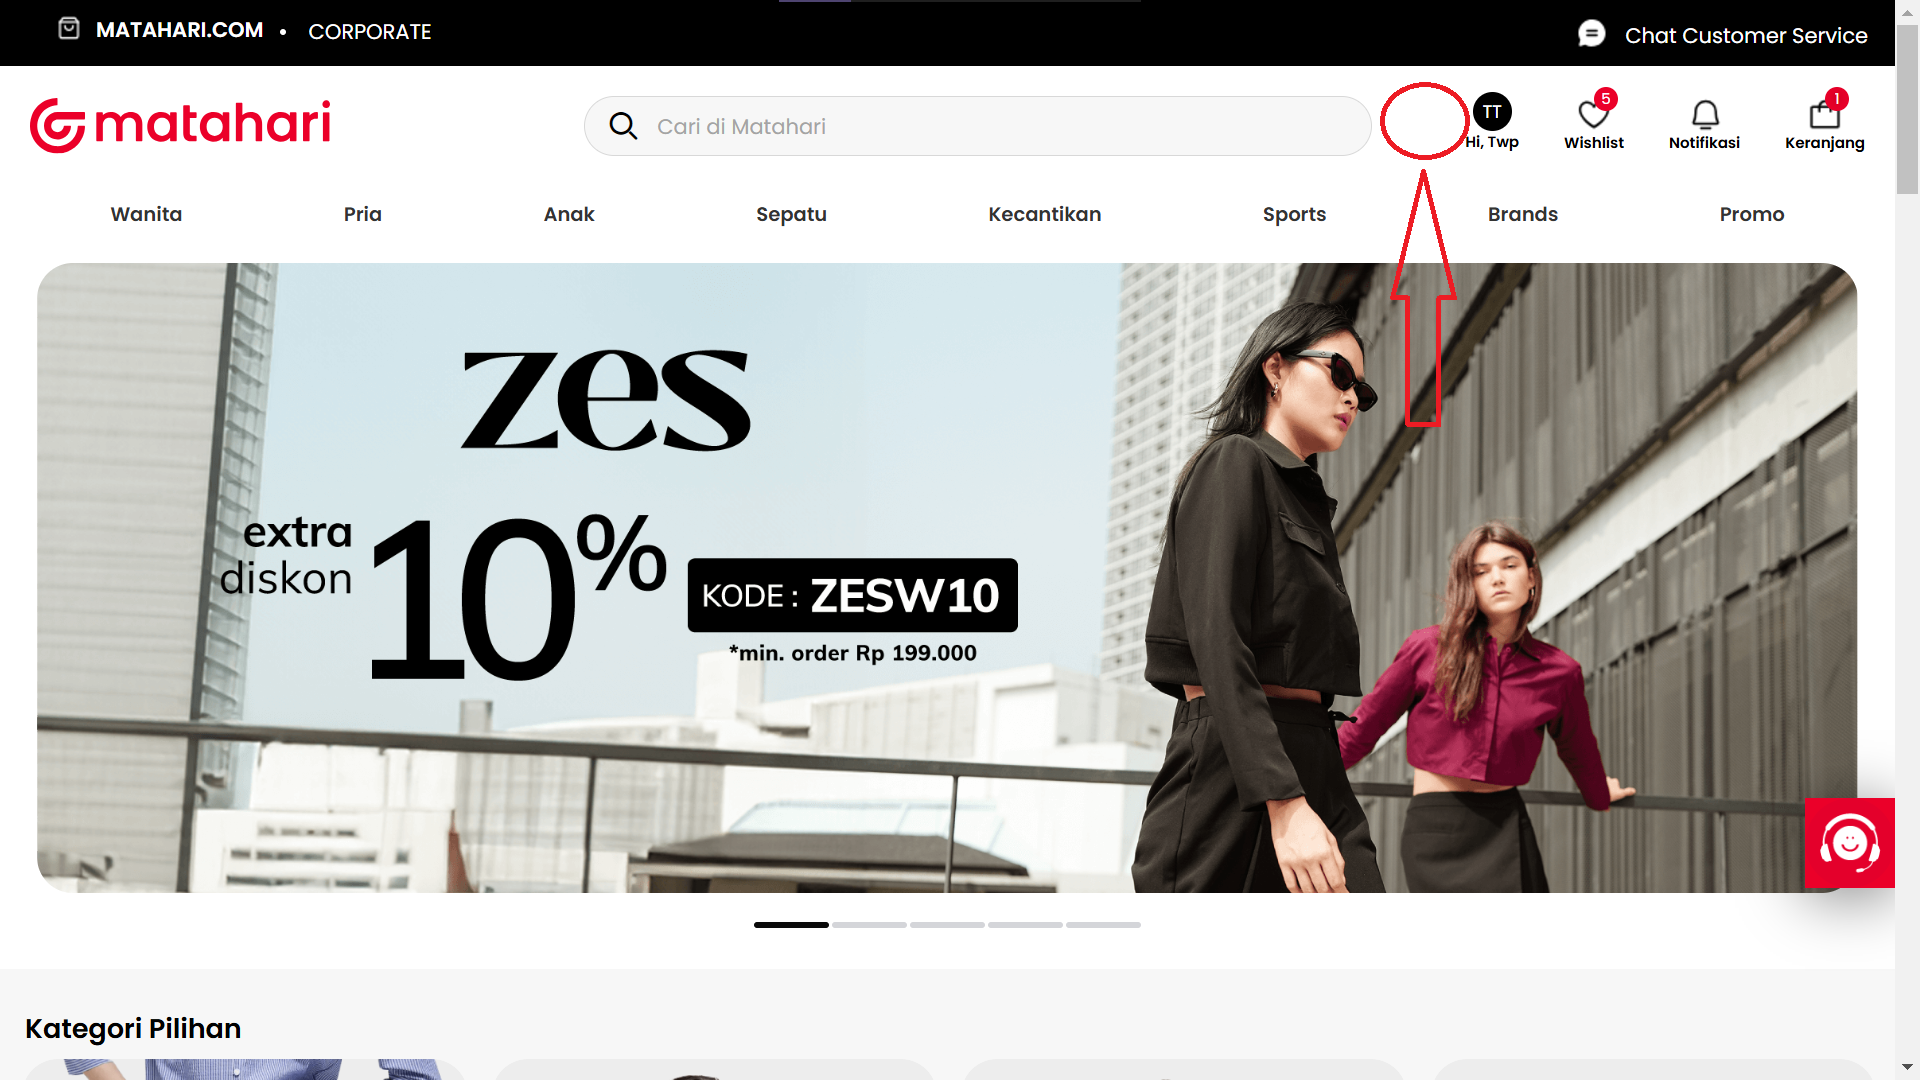 MATAHARI.COM • CORPORATE
Chat Customer Service
matahari
Cari di Matahari
TT
Hi, Twp
5
Wishlist
Notifikasi
1
Keranjang
Wanita
Pria
Anak
Sepatu
Kecantikan
Sports
Brands
Promo
zes
extra
diskon
10%
KODE : ZESW10
*min. order Rp 199.000
Kategori Pilihan